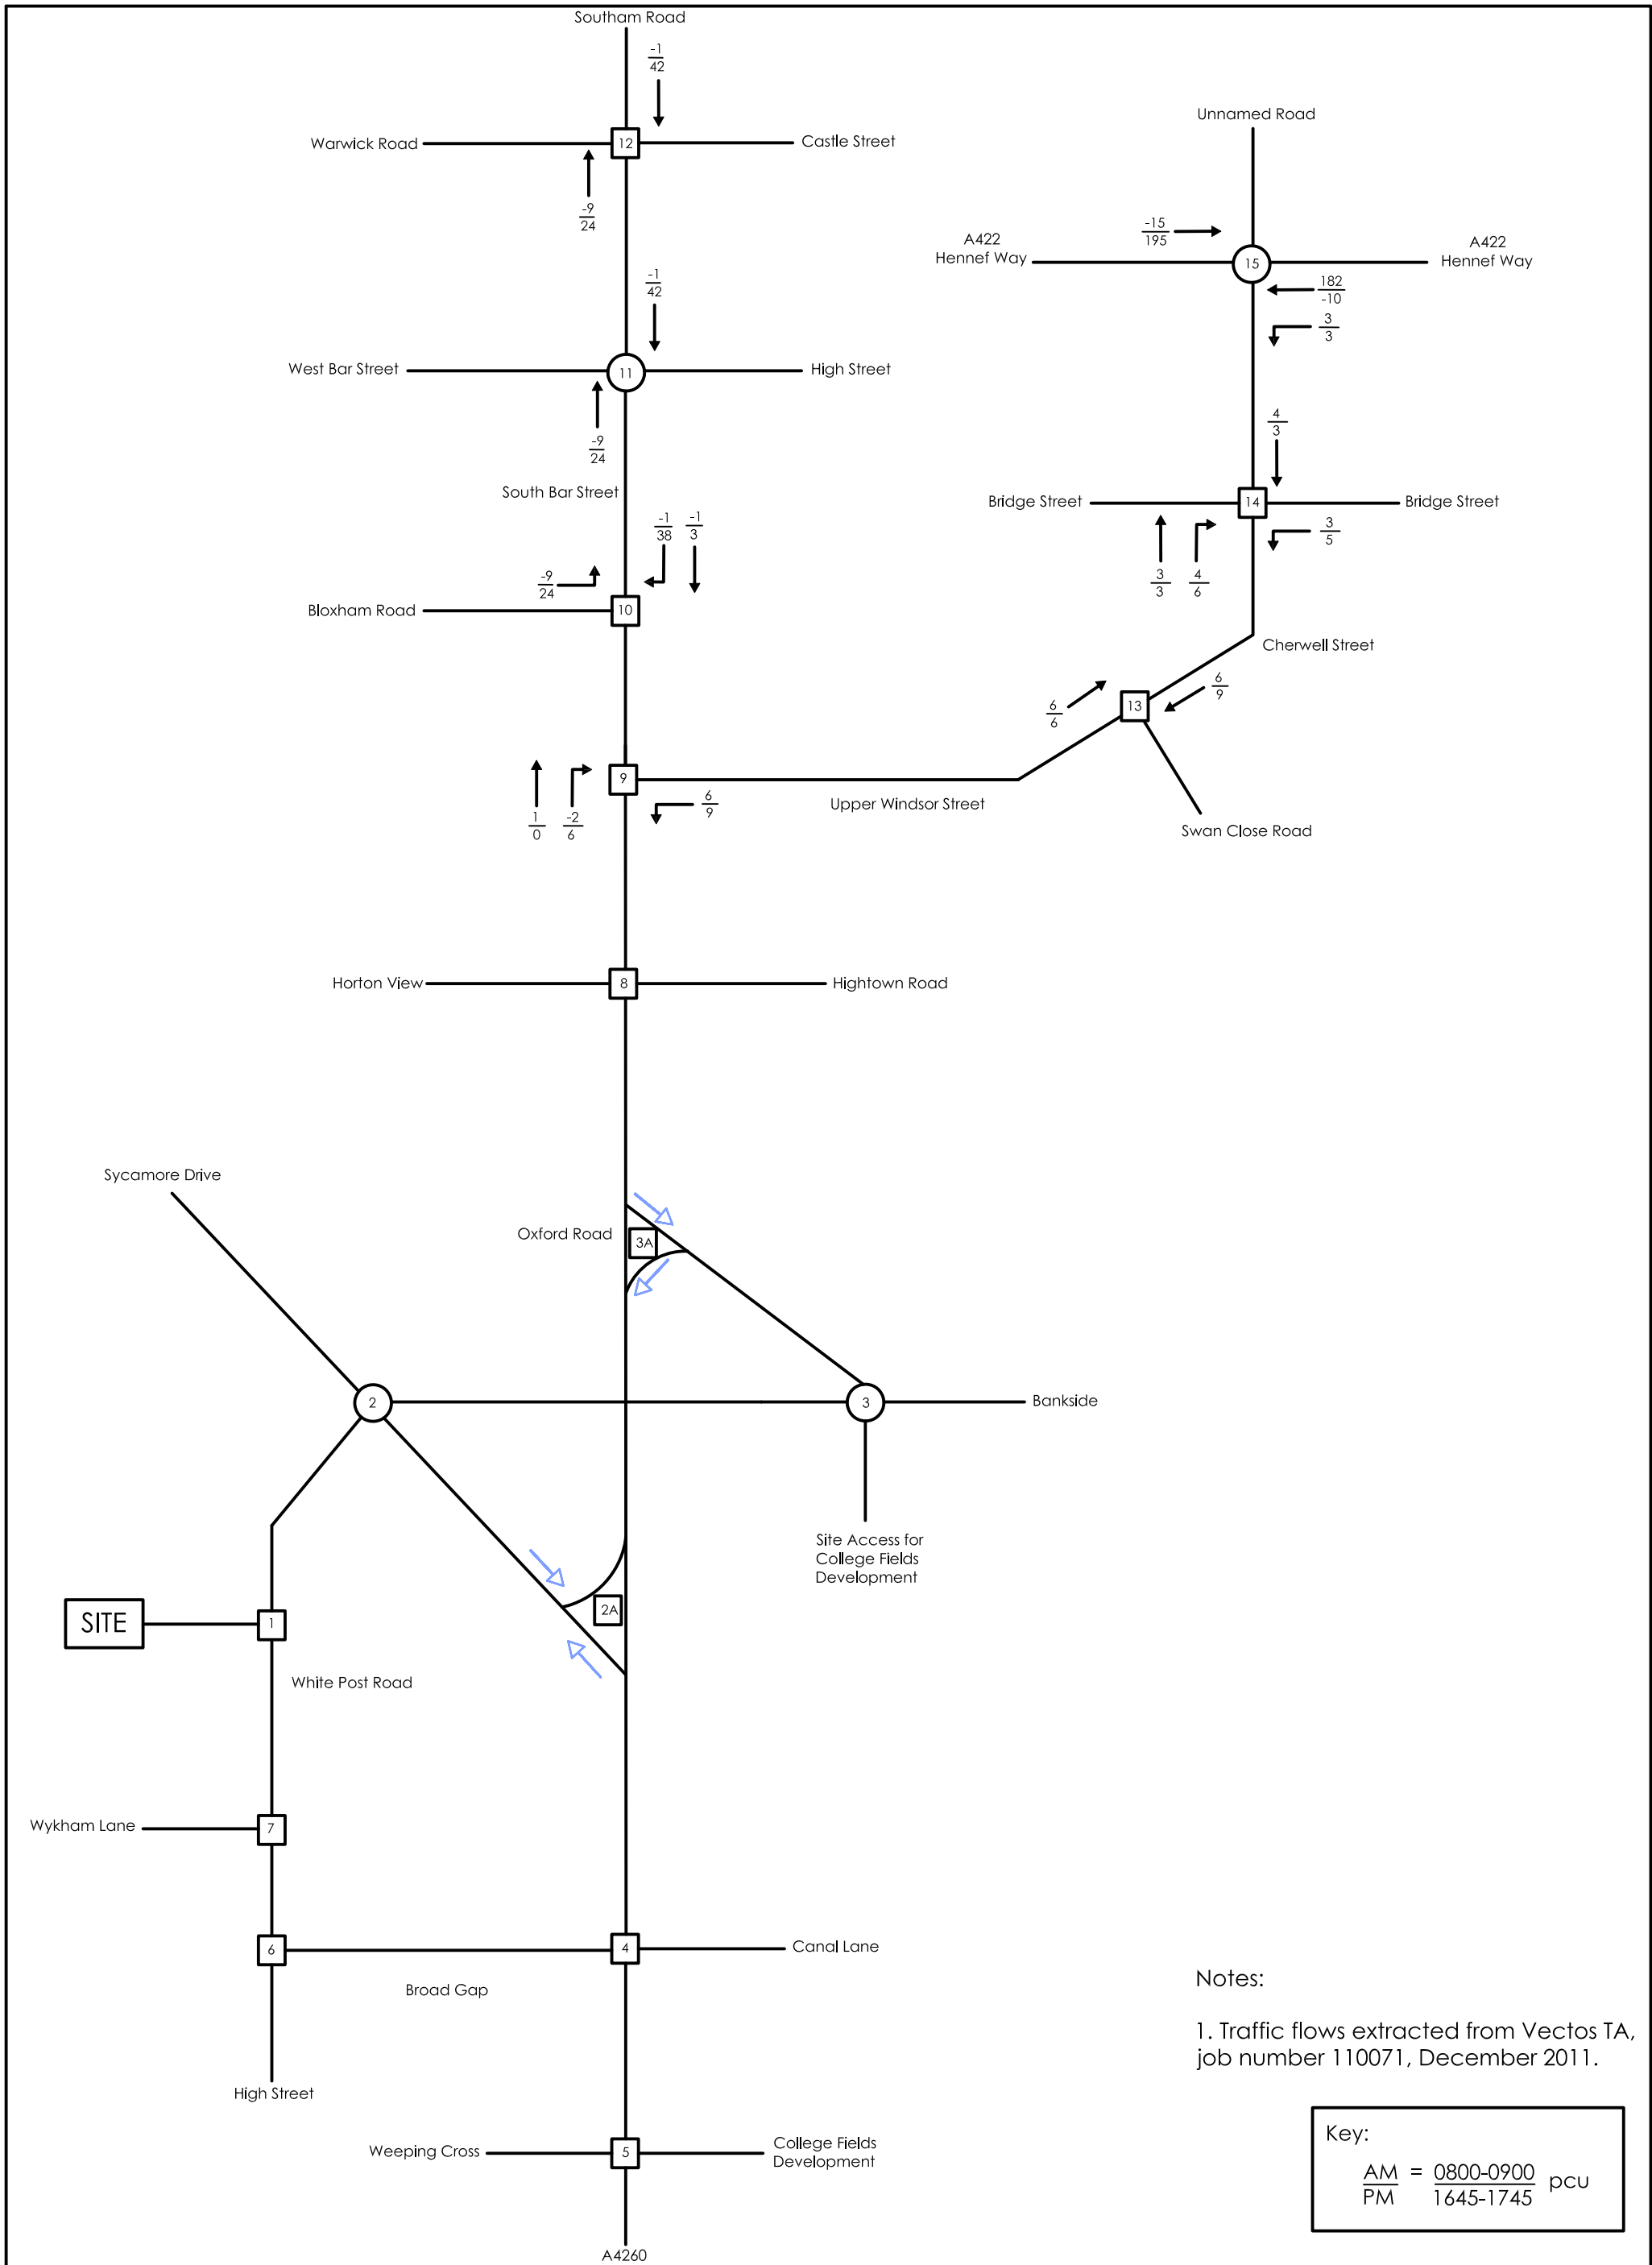 Southam Road
-1
42
Unnamed Road
Warwick Road
12
Castle Street
-9
24
-15
195
A422
Hennef Way
15
A422
Hennef Way
182
-10
3
3
-1
42
West Bar Street
11
High Street
-9
24
4
3
South Bar Street
Bridge Street
14
Bridge Street
3
5
3
3
4
6
-1
38
-1
3
-9
24
Bloxham Road
10
Cherwell Street
6
9
6
6
13
9
1
0
-2
6
6
9
Upper Windsor Street
Swan Close Road
Horton View
8
Hightown Road
Sycamore Drive
Oxford Road
3A
2
3
Bankside
Site Access for
College Fields
Development
2A
SITE
1
White Post Road
Wykham Lane
7
6
4
Canal Lane
Broad Gap
High Street
Weeping Cross
5
College Fields
Development
A4260
Notes:
1. Traffic flows extracted from Vectos TA,
job number 110071, December 2011.
Key:
AM = 0800-0900 pcu
PM 1645-1745